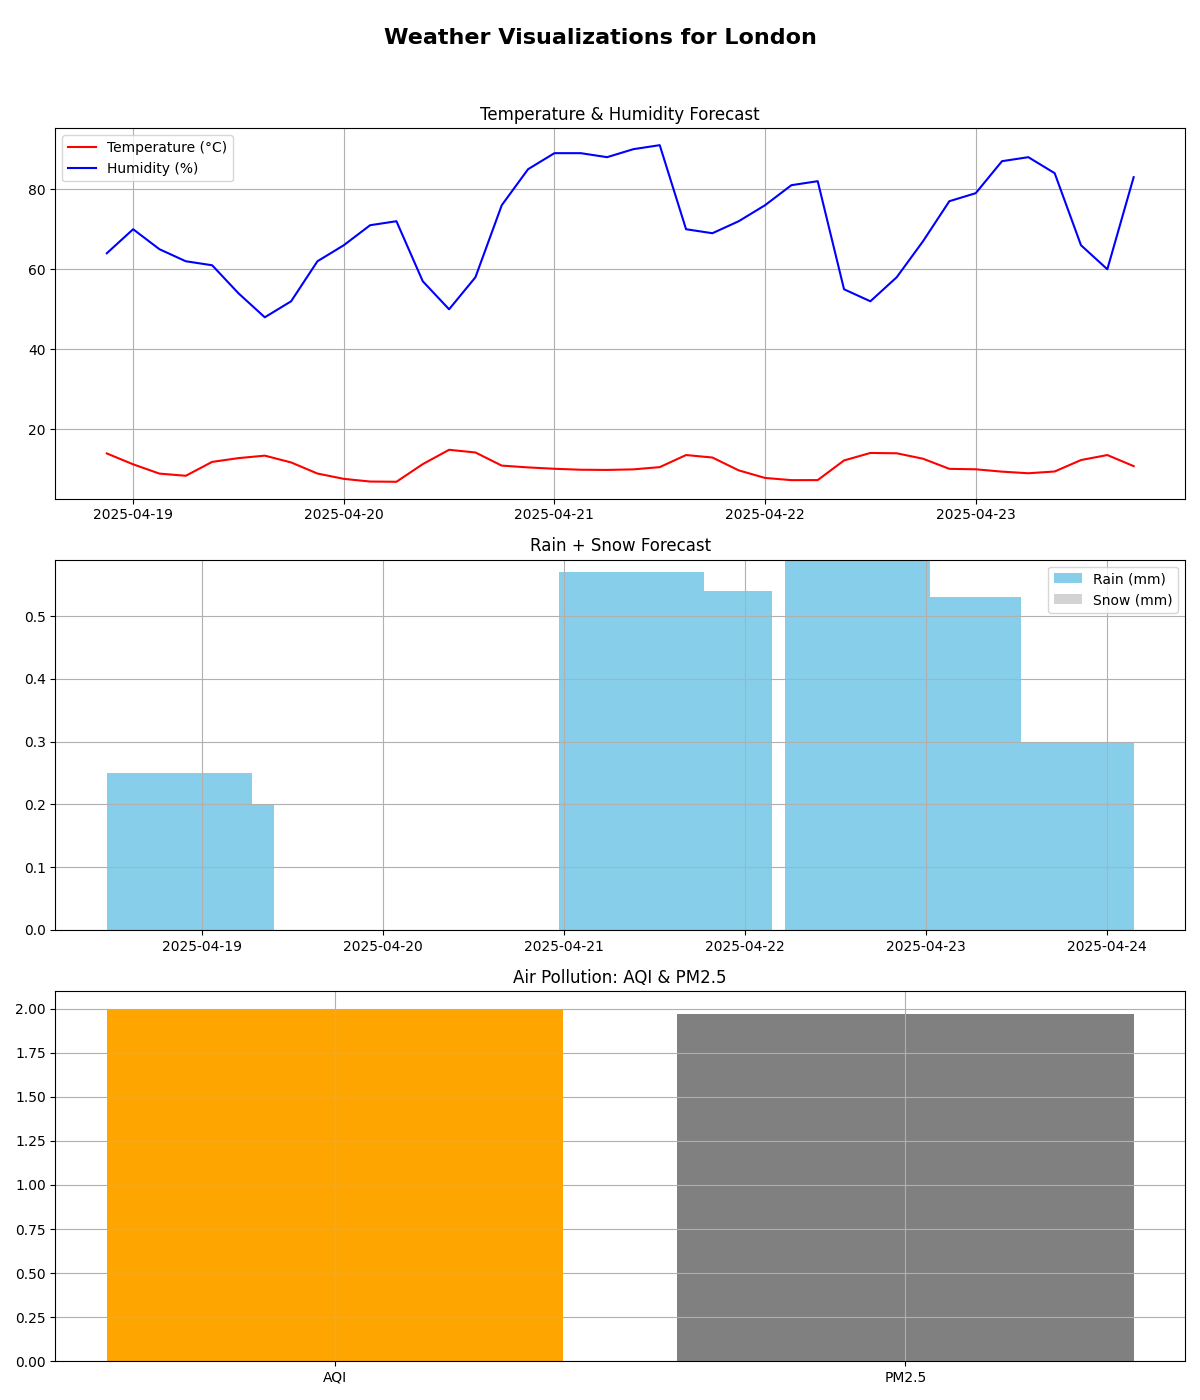 Weather Visualizations for London
Temperature & Humidity Forecast
Temperature (°C)
Humidity (%)
80
60
40
20
2025-04-19 2025-04-20 2025-04-21 2025-04-22 2025-04-23
Rain + Snow Forecast
Rain (mm)
Snow (mm)
0.5
0.4
0.3
0.2
0.1
0.0
2025-04-19 2025-04-20 2025-04-21 2025-04-22 2025-04-23 2025-04-24
Air Pollution: AQI & PM2.5
2.00
1.75
1.50
1.25
1.00
0.75
0.50
0.25
0.00
AQI PM2.5